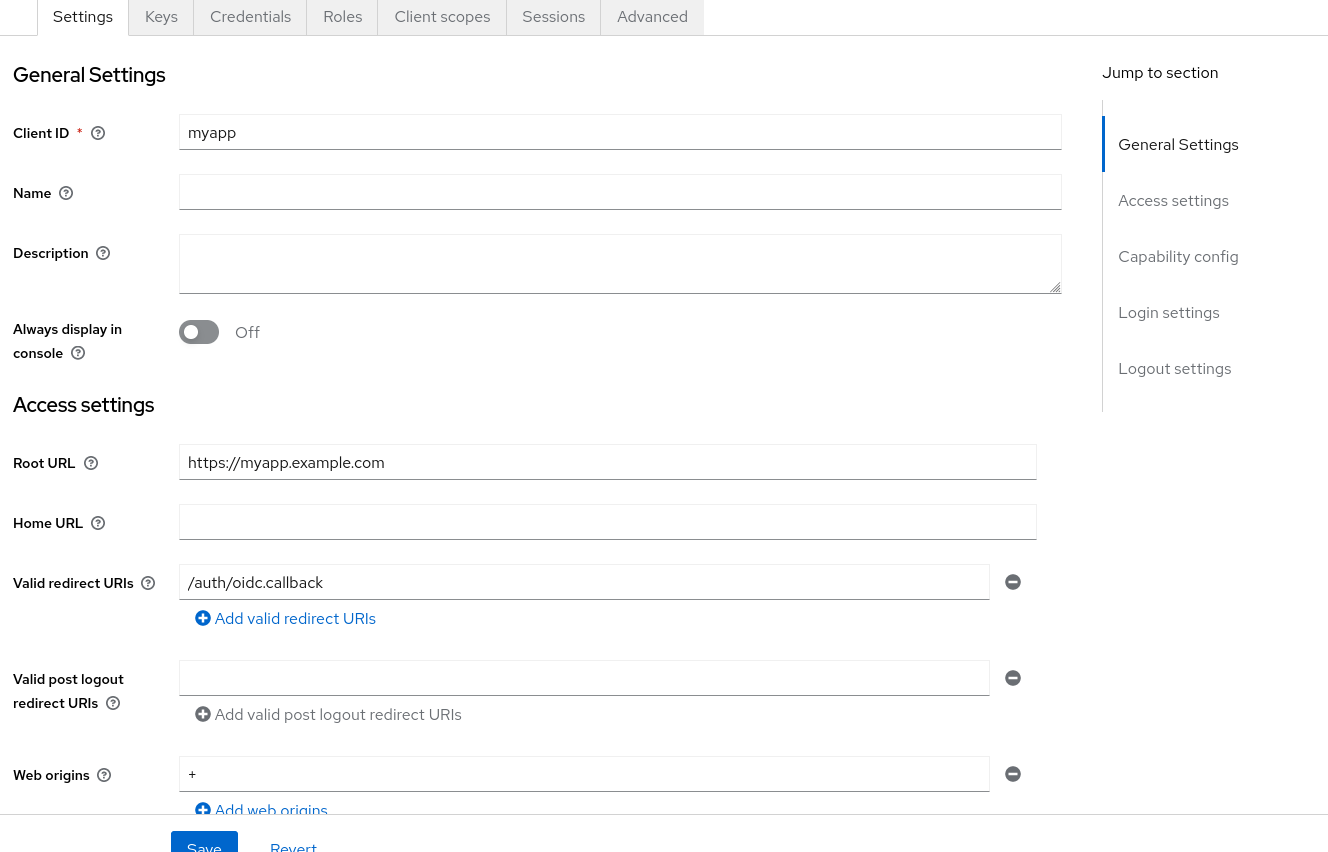 Settings Keys Credentials Roles Client scopes Sessions Advanced
General Settings
Jump to section
Client ID * myapp
General Settings
Name
Access settings
Description
Capability config
Login settings
Always display in
console
Off
Logout settings
Access settings
Root URL https://myapp.example.com
Home URL
Valid redirect URIs /auth/oidc.callback
Add valid redirect URIs
Valid post logout
redirect URIs
Add valid post logout redirect URIs
Web origins +
Add web origins
Save Revert